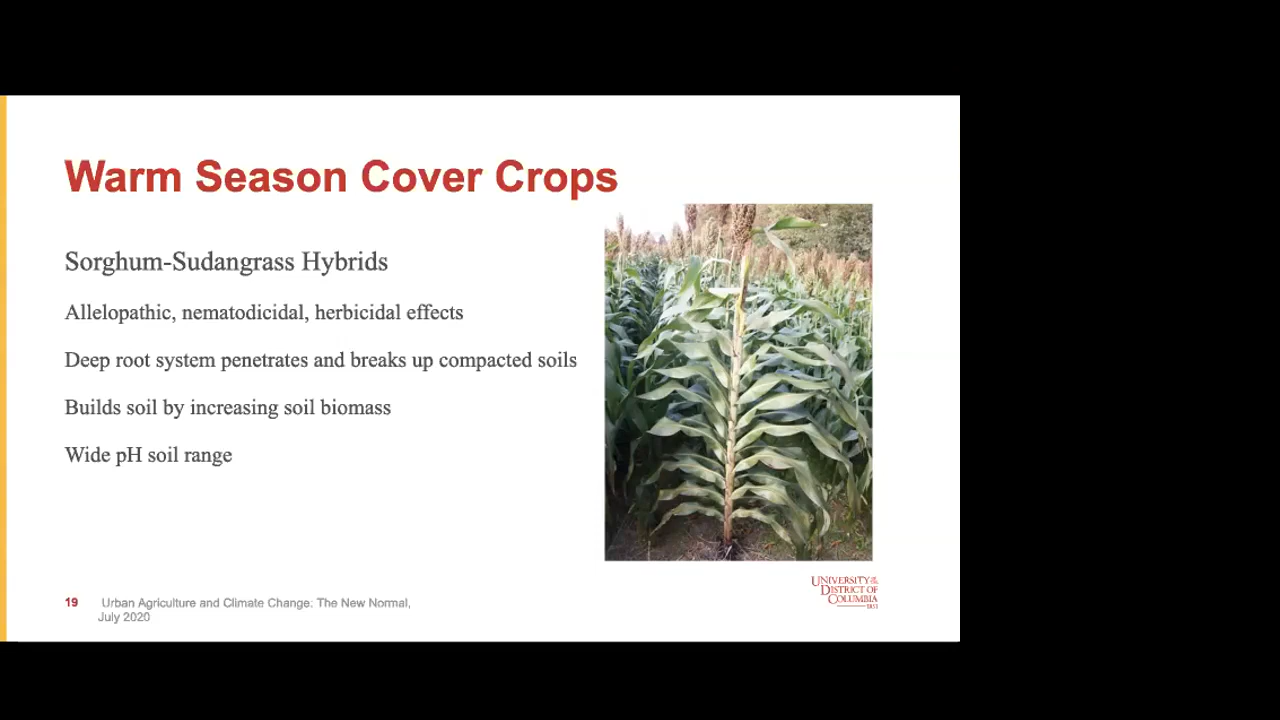 Warm Season Cover Crops
Sorghum-Sudangrass Hybrids
Allelopathic, nematodicidal, herbicidal effects
Deep root system penetrates and breaks up compacted soils
Builds soil by increasing soil biomass
Wide pH soil range
19 Urban Agriculture and Climate Change: The New Normal,
July 2020
UNIVERSITY OF THE
DISTRICT OF
COLUMBIA
1851